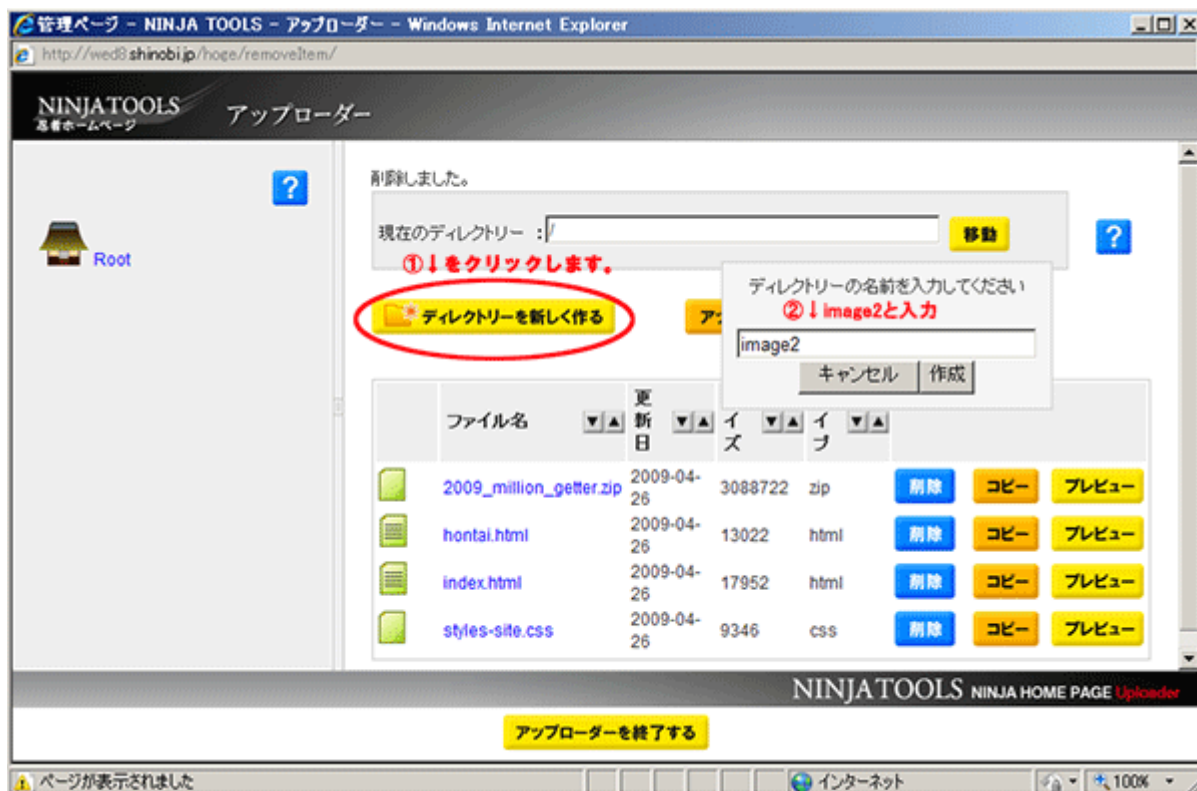 管理ページ - NINJA TOOLS - アップローダー - Windows Internet Explorer
http://wed8.shinobi.jp/hoge/removeItem/
NINJATOOLS
忍者ホームページ
アップローダー
?
Root
削除しました。
現在のディレクトリー :/
移動
?
①↓をクリックします。
ディレクトリーを新しく作る
ア
ディレクトリーの名前を入力してください
②↓image2と入力
image2
キャンセル 作成
ファイル名 ▼▲ 更新日 ▼▲ イズ ▼▲ イプ ▼▲
2009_million_getter.zip 2009-04-26 3088722 zip 削除 コピー プレビュー
hontai.html 2009-04-26 13022 html 削除 コピー プレビュー
index.html 2009-04-26 17952 html 削除 コピー プレビュー
styles-site.css 2009-04-26 9346 css 削除 コピー プレビュー
NINJATOOLS NINJA HOME PAGE Uploader
アップローダーを終了する
ページが表示されました インターネット 100%